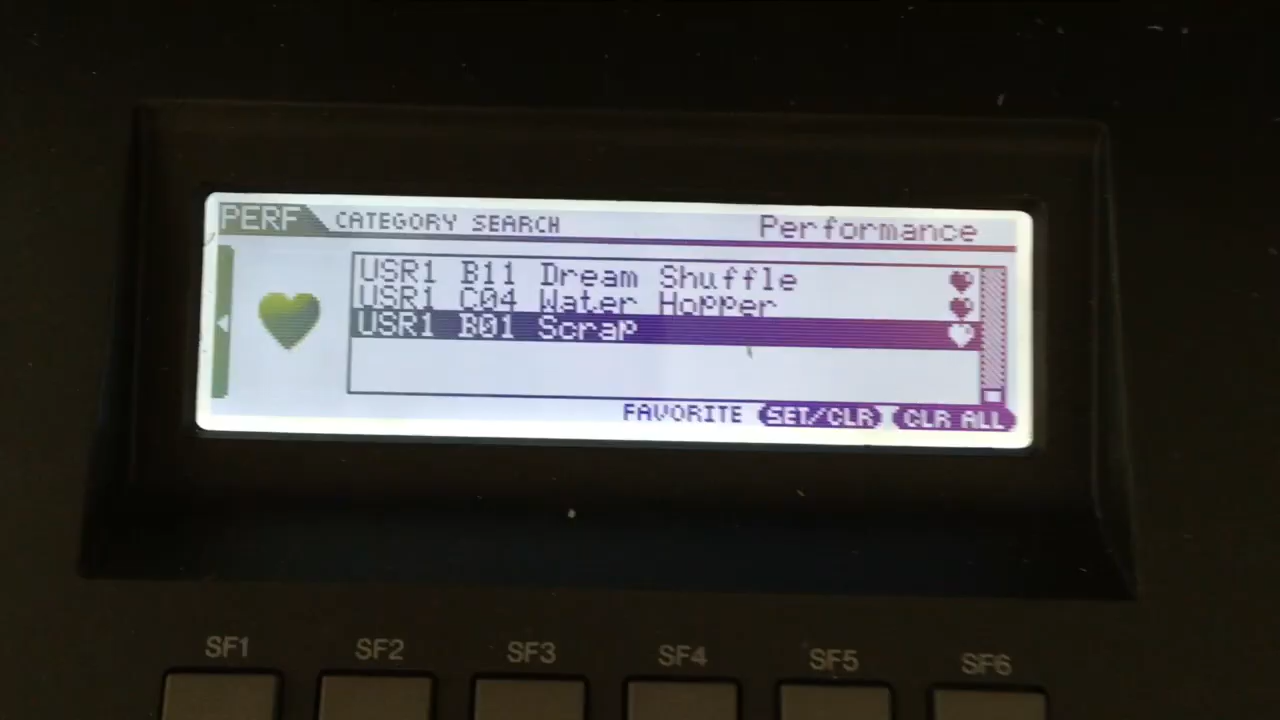 PERF CATEGORY SEARCH Performance
USR1 B11 Dream Shuffle
USR1 C04 Water Hopper
USR1 B01 Scrap
FAVORITE SET/CLR CLR ALL
SF1 SF2 SF3 SF4 SF5 SF6